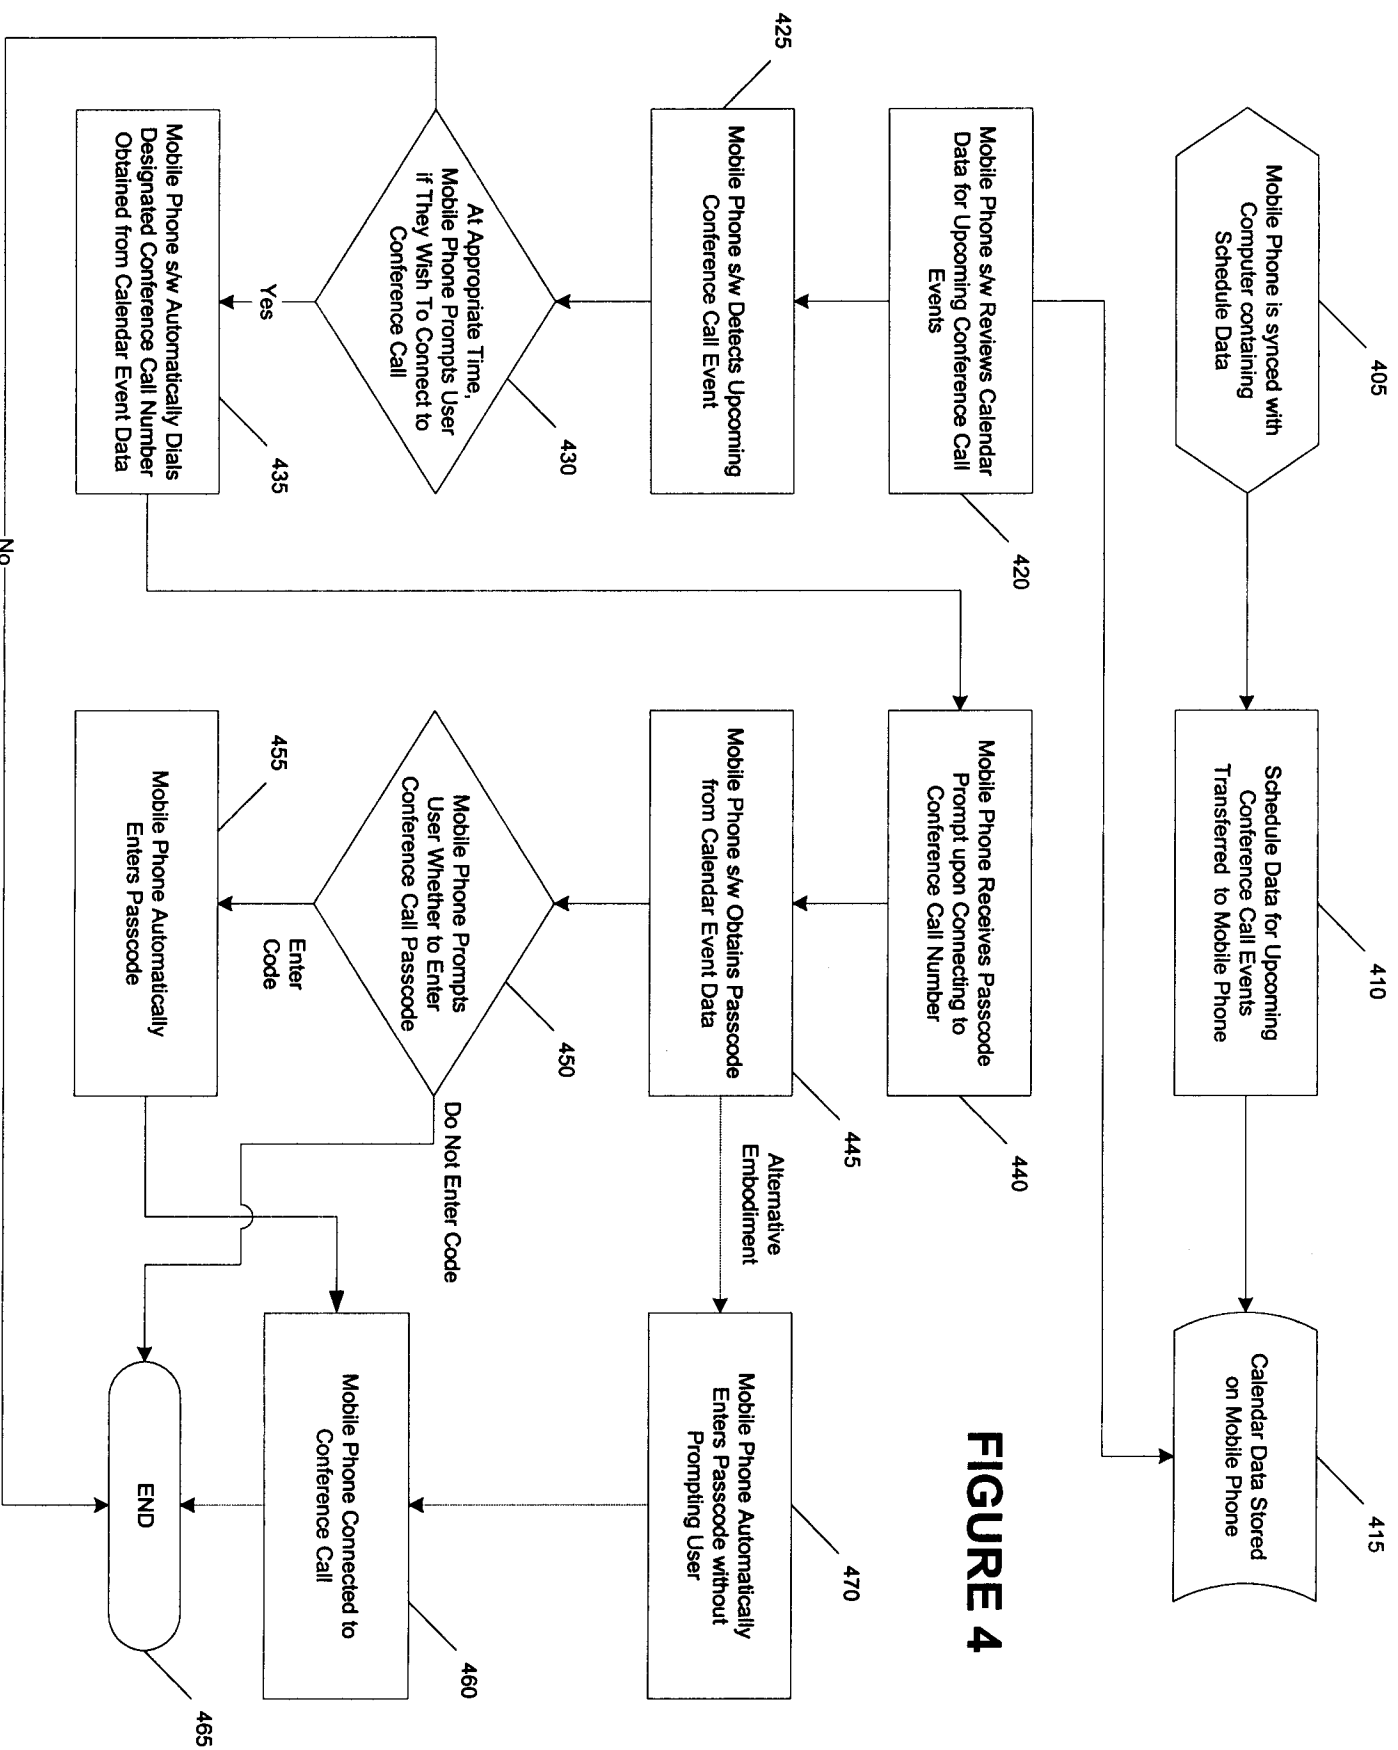 405
Mobile Phone is synced with
Computer containing
Schedule Data
410
Schedule Data for Upcoming
Conference Call Events
Transferred to Mobile Phone
415
Calendar Data Stored
on Mobile Phone
FIGURE 4
Mobile Phone s/w Reviews Calendar
Data for Upcoming Conference Call
Events
420
425
Mobile Phone s/w Detects Upcoming
Conference Call Event
At Appropriate Time,
Mobile Phone Prompts User
if They Wish To Connect to
Conference Call
430
Yes
Mobile Phone s/w Automatically Dials
Designated Conference Call Number
Obtained from Calendar Event Data
435
No
Mobile Phone Receives Passcode
Prompt upon Connecting to
Conference Call Number
440
Mobile Phone s/w Obtains Passcode
from Calendar Event Data
445
Alternative
Embodiment
Mobile Phone Prompts
User Whether to Enter
Conference Call Passcode
450
Do Not Enter Code
Enter
Code
455
Mobile Phone Automatically
Enters Passcode
Mobile Phone Automatically
Enters Passcode without
Prompting User
470
Mobile Phone Connected to
Conference Call
460
END
465